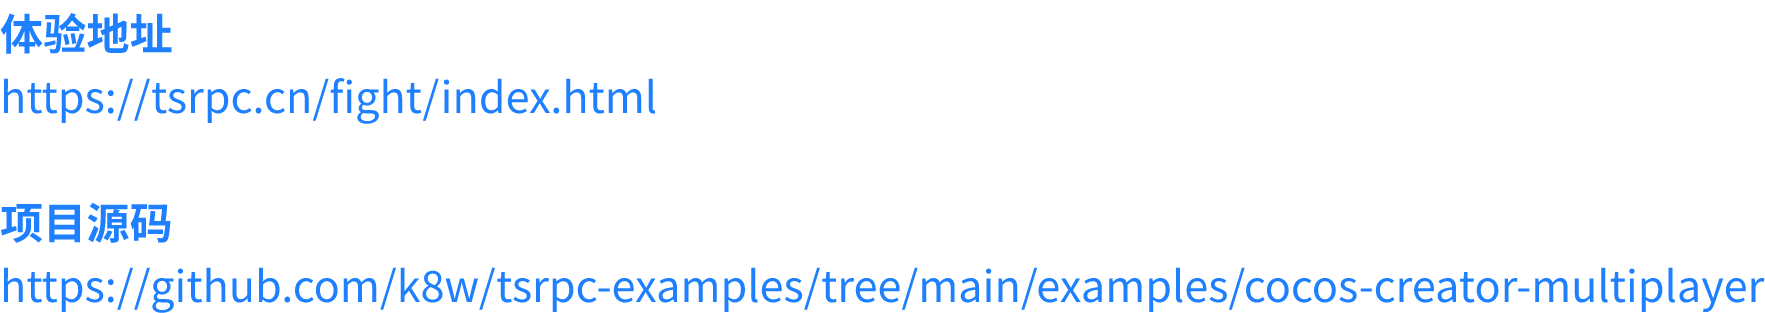 体验地址
https://tsrpc.cn/fight/index.html
项目源码
https://github.com/k8w/tsrpc-examples/tree/main/examples/cocos-creator-multiplayer